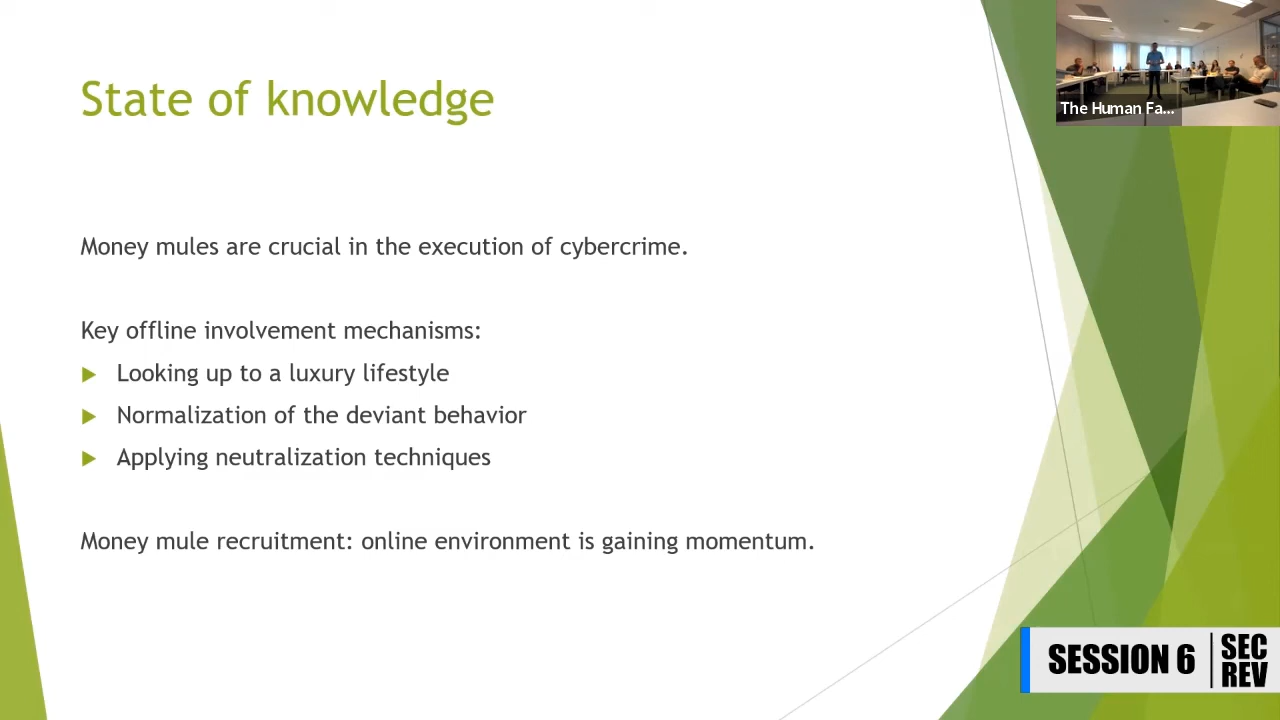 State of knowledge
Money mules are crucial in the execution of cybercrime.
Key offline involvement mechanisms:
Looking up to a luxury lifestyle
Normalization of the deviant behavior
Applying neutralization techniques
Money mule recruitment: online environment is gaining momentum.
The Human Fa...
SESSION 6
SEC
REV